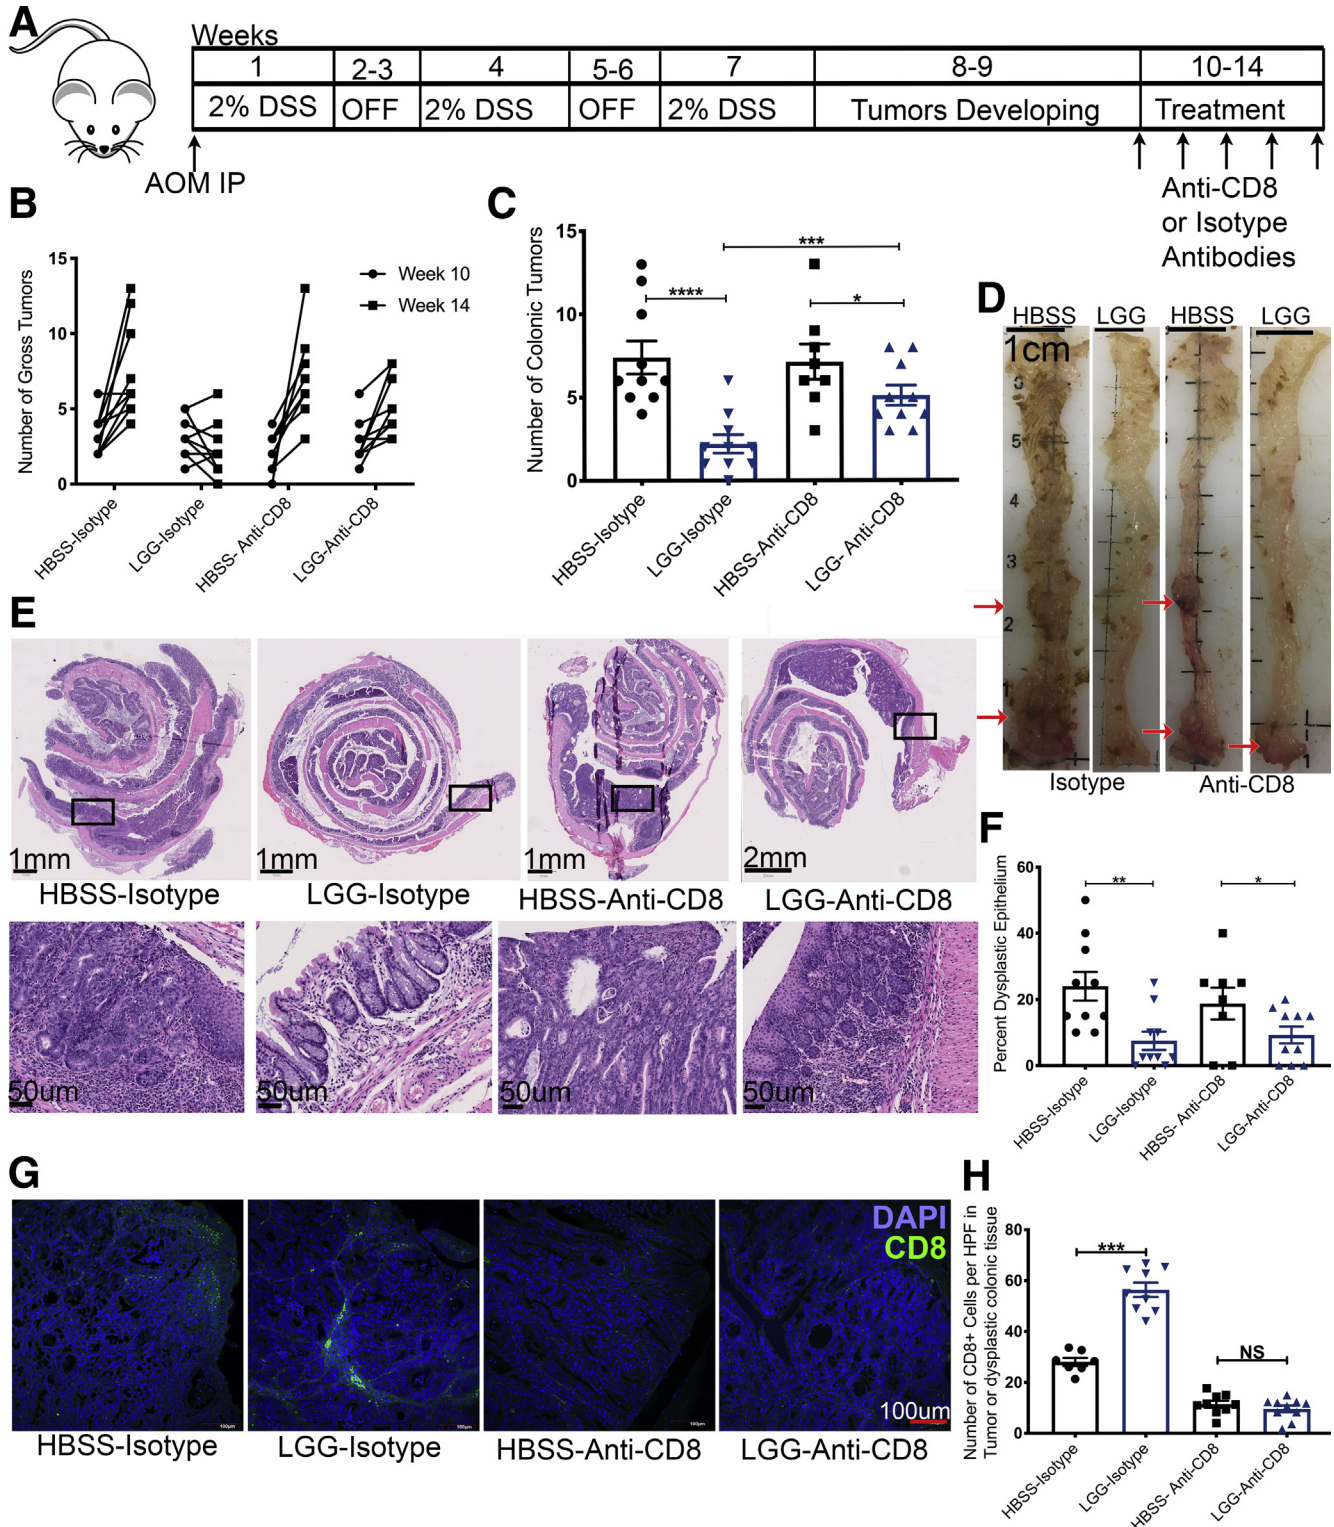 A
Weeks
1 2-3 4 5-6 7 8-9 10-14
2% DSS OFF 2% DSS OFF 2% DSS Tumors Developing Treatment
AOM IP
Anti-CD8
or Isotype
Antibodies
B
Number of Gross Tumors
15
10
5
0
Week 10
Week 14
HBSS-Isotype
LGG-Isotype
HBSS- Anti-CD8
LGG-Anti-CD8
C
Number of Colonic Tumors
15
10
5
0
****
***
*
HBSS-Isotype
LGG-Isotype
HBSS-Anti-CD8
LGG- Anti-CD8
D
HBSS LGG HBSS LGG
1cm
5
4
3
2
1
Isotype Anti-CD8
E
1mm 1mm 1mm 2mm
HBSS-Isotype LGG-Isotype HBSS-Anti-CD8 LGG-Anti-CD8
50um 50um 50um 50um
F
Percent Dysplastic Epithelium
60
40
20
0
** *
HBSS-Isotype
LGG-Isotype
HBSS- Anti-CD8
LGG-Anti-CD8
G
DAPI
CD8
100um
100µm 100µm 100µm
HBSS-Isotype LGG-Isotype HBSS-Anti-CD8 LGG-Anti-CD8
H
Number of CD8+ Cells per HPF in
Tumor or dysplastic colonic tissue
80
60
40
20
0
***
NS
HBSS-Isotype
LGG-Isotype
HBSS- Anti-CD8
LGG-Anti-CD8